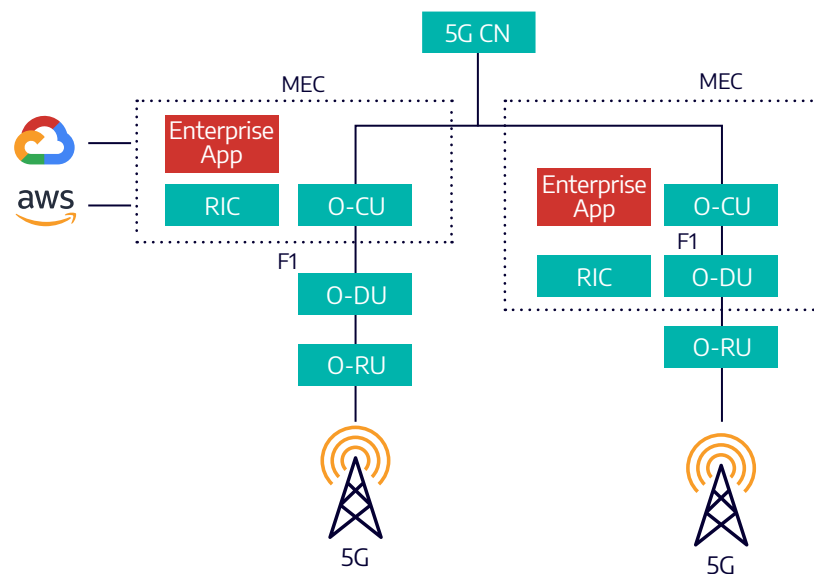 5G CN
MEC
MEC
Enterprise
App
aws
RIC
O-CU
Enterprise
App
O-CU
F1
F1
O-DU
RIC
O-DU
O-RU
O-RU
5G
5G